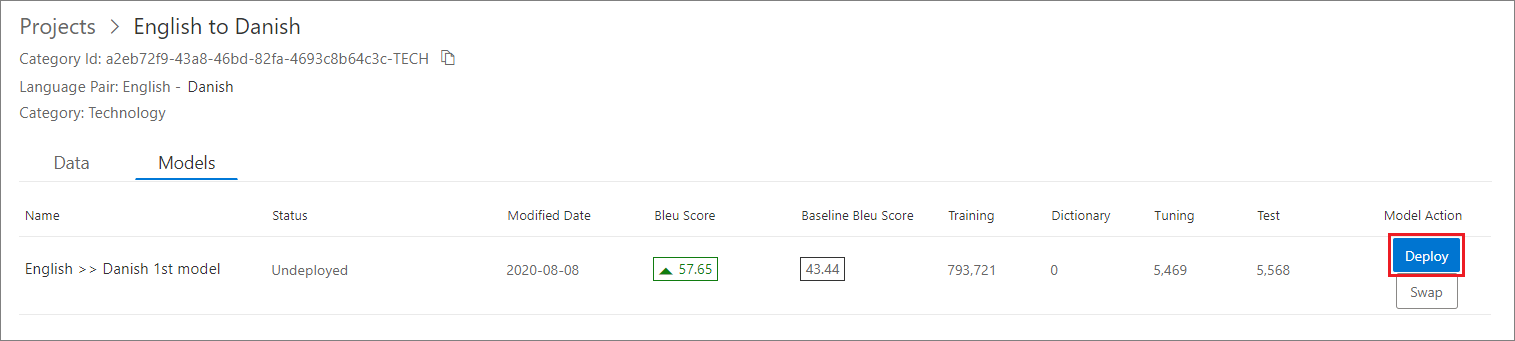 Projects > English to Danish
Category Id: a2eb72f9-43a8-46bd-82fa-4693c8b64c3c-TECH
Language Pair: English - Danish
Category: Technology
Data Models
Name Status Modified Date Bleu Score Baseline Bleu Score Training Dictionary Tuning Test Model Action
English >> Danish 1st model Undeployed 2020-08-08 57.65 43.44 793,721 0 5,469 5,568 Deploy
Swap